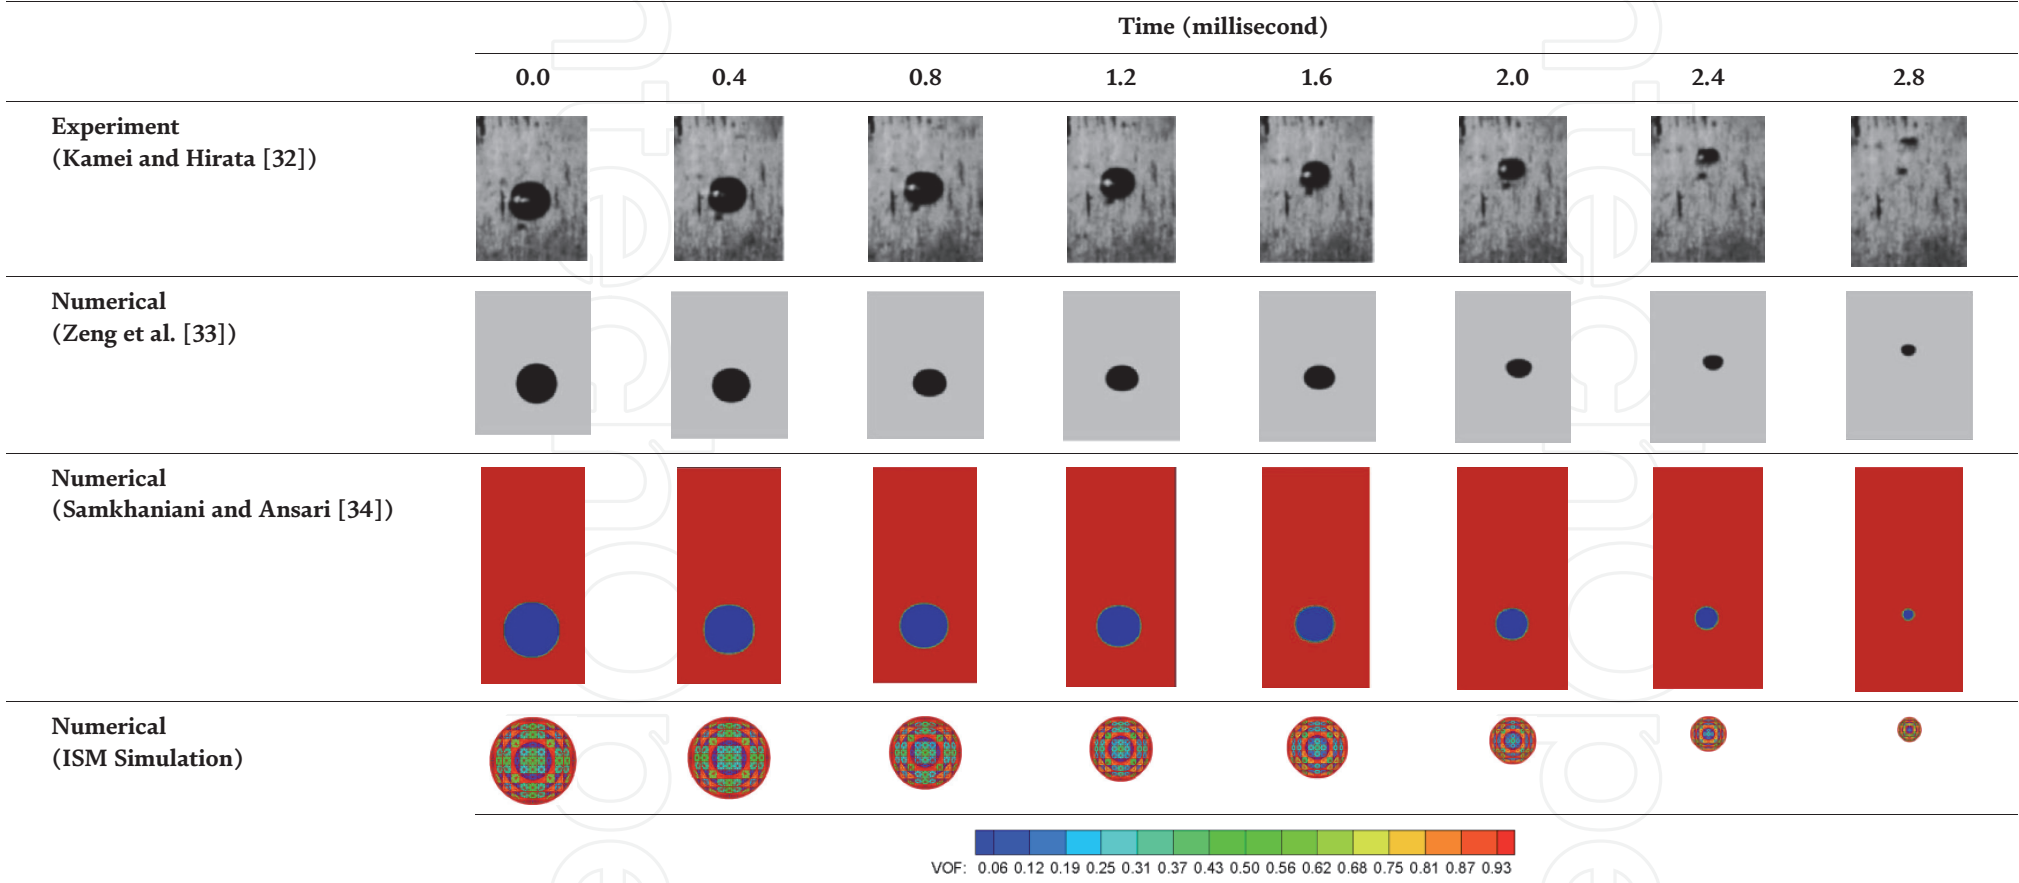 Time (millisecond)
0.0 0.4 0.8 1.2 1.6 2.0 2.4 2.8
Experiment
(Kamei and Hirata [32])
Numerical
(Zeng et al. [33])
Numerical
(Samkhaniani and Ansari [34])
Numerical
(ISM Simulation)
VOF: 0.06 0.12 0.19 0.25 0.31 0.37 0.43 0.50 0.56 0.62 0.68 0.75 0.81 0.87 0.93